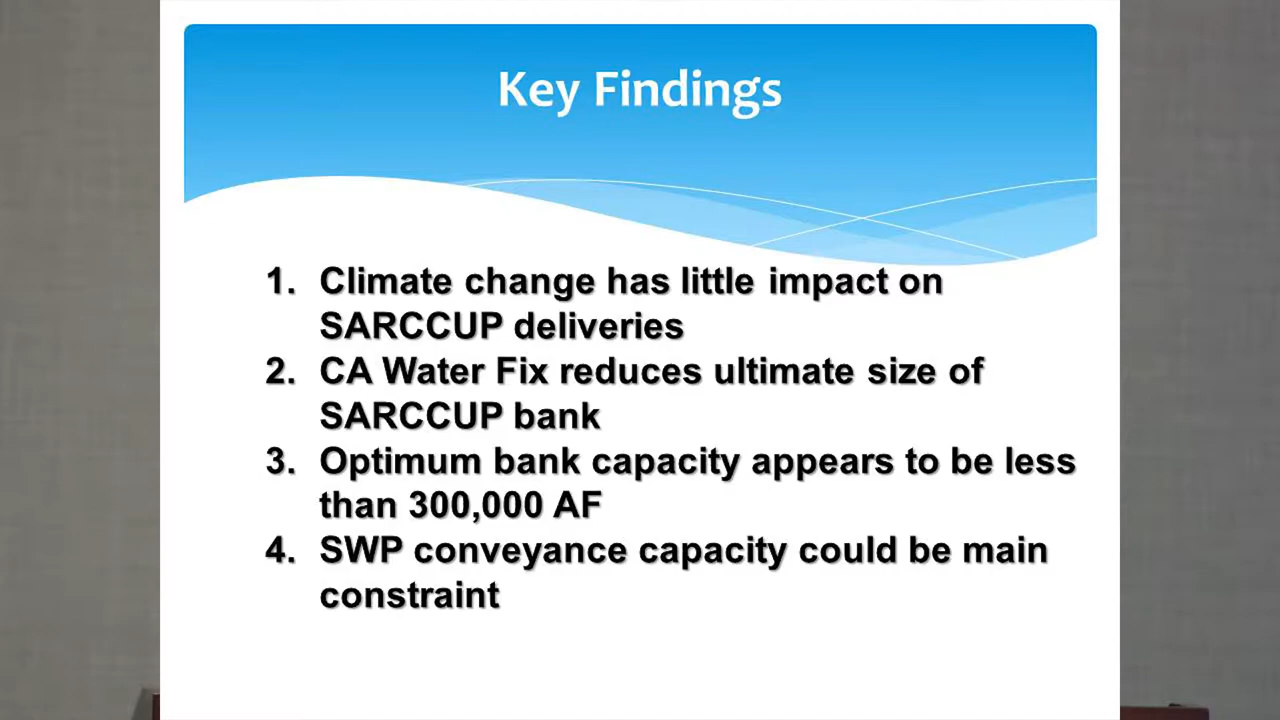 Key Findings
1. Climate change has little impact on
SARCCUP deliveries
2. CA Water Fix reduces ultimate size of
SARCCUP bank
3. Optimum bank capacity appears to be less
than 300,000 AF
4. SWP conveyance capacity could be main
constraint